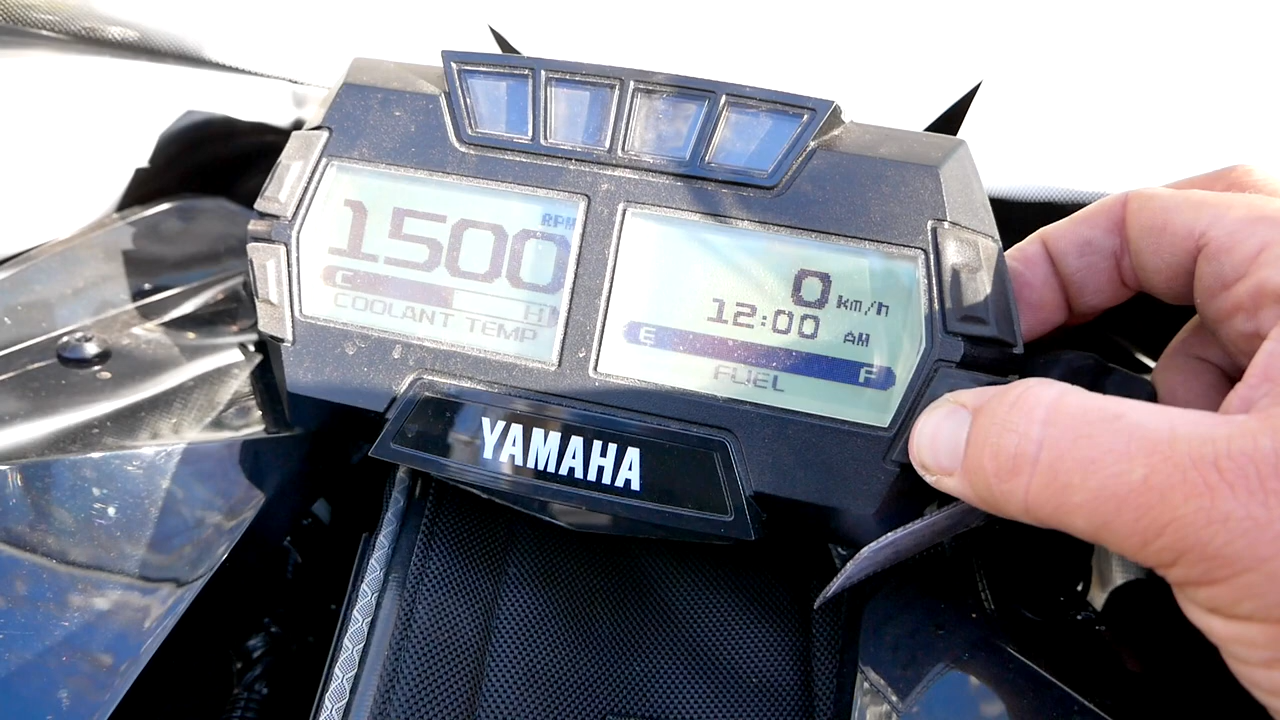 1500 RPM
C H
COOLANT TEMP
0 km/h
12:00 AM
E F
FUEL
YAMAHA